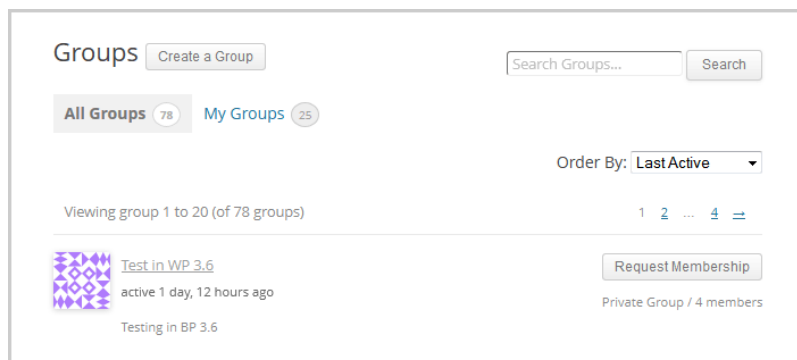 Groups Create a Group
Search Groups... Search
All Groups 78 My Groups 25
Order By: Last Active
Viewing group 1 to 20 (of 78 groups) 1 2 ... 4 →
Test in WP 3.6 Request Membership
active 1 day, 12 hours ago
Private Group / 4 members
Testing in BP 3.6